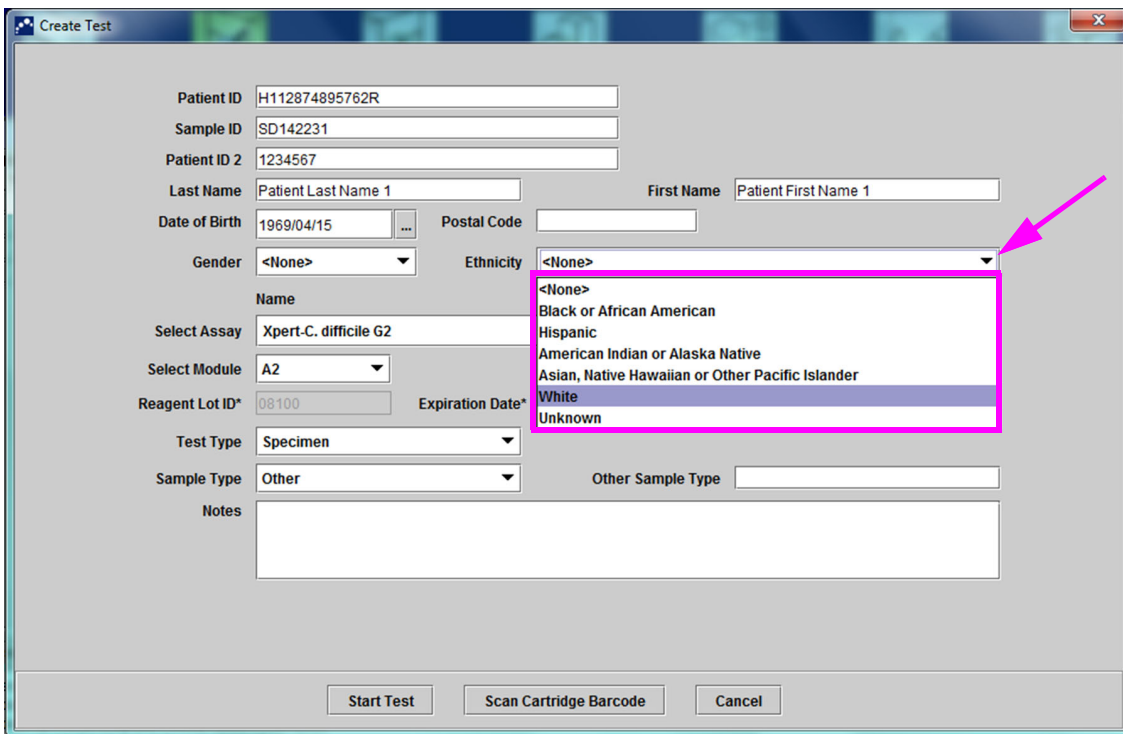 Create Test
Patient ID H112874895762R
Sample ID SD142231
Patient ID 2 1234567
Last Name Patient Last Name 1 First Name Patient First Name 1
Date of Birth 1969/04/15 ... Postal Code
Gender <None> Ethnicity <None>
Name <None>
Black or African American
Select Assay Xpert-C. difficile G2 Hispanic
American Indian or Alaska Native
Select Module A2 Asian, Native Hawaiian or Other Pacific Islander
Reagent Lot ID* 08100 Expiration Date* White
Unknown
Test Type Specimen
Sample Type Other Other Sample Type
Notes
Start Test Scan Cartridge Barcode Cancel